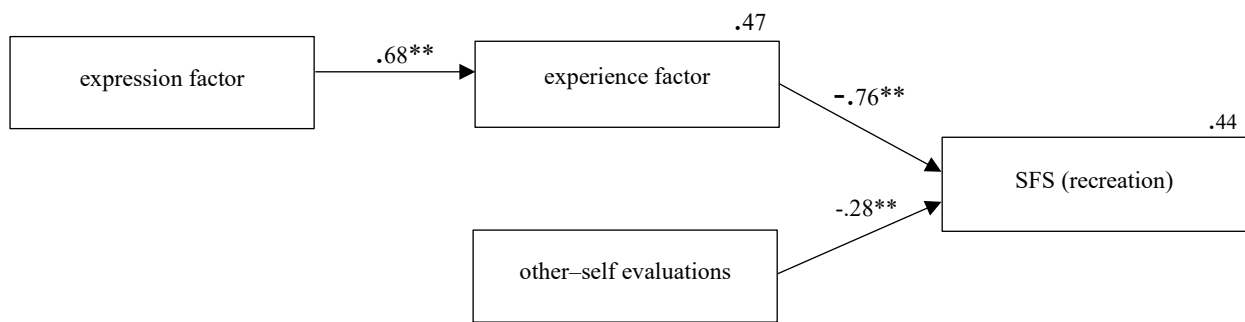 .47
expression factor
.68**
experience factor
-.76**
.44
SFS (recreation)
-.28**
other–self evaluations